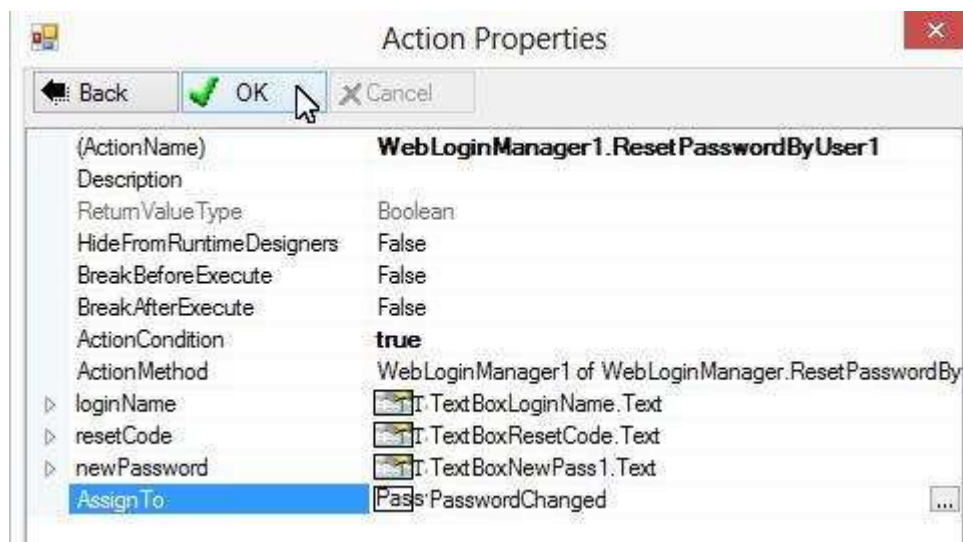 Action Properties
Back OK Cancel
(ActionName) WebLoginManager1.ResetPasswordByUser1
Description
ReturnValueType Boolean
HideFromRuntimeDesigners False
BreakBeforeExecute False
BreakAfterExecute False
ActionCondition true
ActionMethod WebLoginManager1 of WebLoginManager.ResetPasswordBy
loginName T.TextBoxLoginName.Text
resetCode T.TextBoxResetCode.Text
newPassword T.TextBoxNewPass1.Text
AssignTo Pass PasswordChanged ...